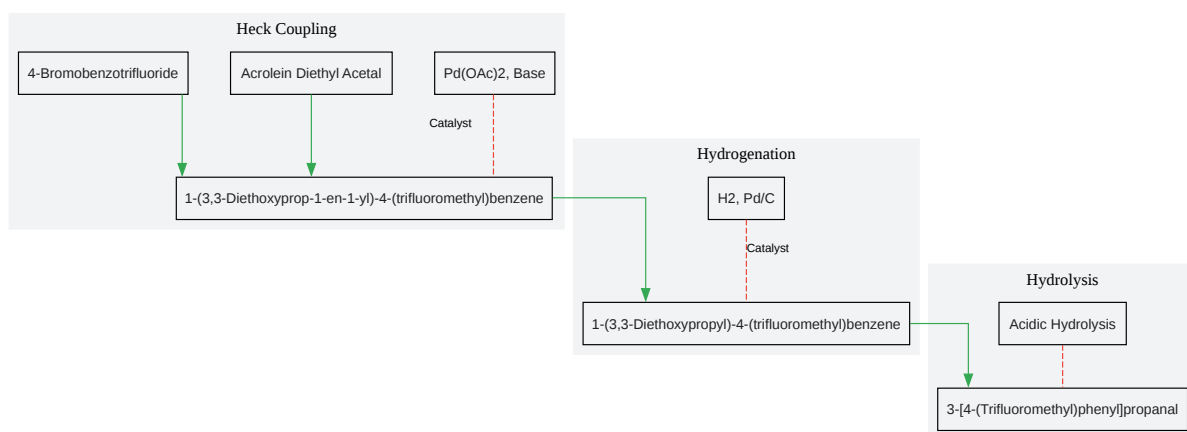 Heck Coupling
4-Bromobenzotrifluoride
Acrolein Diethyl Acetal
Pd(OAc)2, Base
Catalyst
1-(3,3-Diethoxyprop-1-en-1-yl)-4-(trifluoromethyl)benzene
Hydrogenation
H2, Pd/C
Catalyst
1-(3,3-Diethoxypropyl)-4-(trifluoromethyl)benzene
Hydrolysis
Acidic Hydrolysis
3-[4-(Trifluoromethyl)phenyl]propanal